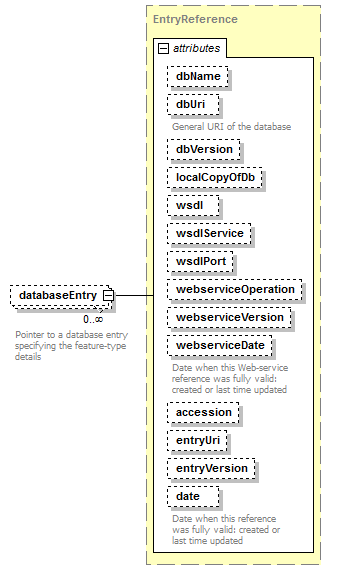 EntryReference
attributes
dbName
dbUri
General URI of the database
dbVersion
localCopyOfDb
wsdl
wsdlService
wsdlPort
webserviceOperation
webserviceVersion
webserviceDate
Date when this Web-service
reference was fully valid:
created or last time updated
accession
entryUri
entryVersion
date
Date when this reference
was fully valid: created or
last time updated
databaseEntry
0..∞
Pointer to a database entry
specifying the feature-type
details